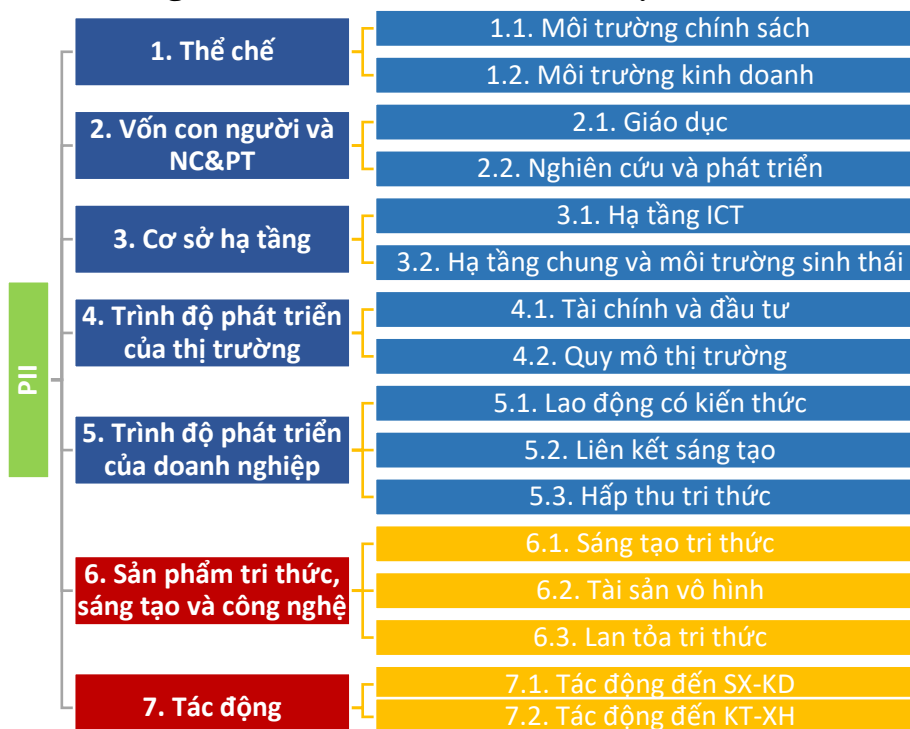 PII
1. Thể chế
1.1. Môi trường chính sách
1.2. Môi trường kinh doanh
2. Vốn con người và
NC&PT
2.1. Giáo dục
2.2. Nghiên cứu và phát triển
3. Cơ sở hạ tầng
3.1. Hạ tầng ICT
3.2. Hạ tầng chung và môi trường sinh thái
4. Trình độ phát triển
của thị trường
4.1. Tài chính và đầu tư
4.2. Quy mô thị trường
5. Trình độ phát triển
của doanh nghiệp
5.1. Lao động có kiến thức
5.2. Liên kết sáng tạo
5.3. Hấp thu tri thức
6. Sản phẩm tri thức,
sáng tạo và công nghệ
6.1. Sáng tạo tri thức
6.2. Tài sản vô hình
6.3. Lan tỏa tri thức
7. Tác động
7.1. Tác động đến SX-KD
7.2. Tác động đến KT-XH